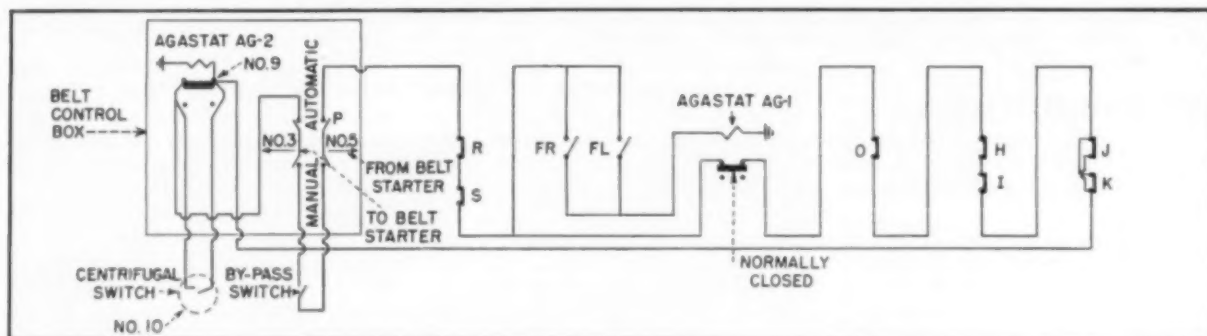 AGASTAT AG-2
NO.9
BELT
CONTROL
BOX
MANUAL AUTOMATIC
P
NO.3
NO.5
FROM BELT
STARTER
TO BELT
STARTER
CENTRIFUGAL
SWITCH
BY-PASS
SWITCH
NO. 10
R
S
FR
FL
AGASTAT AG-1
NORMALLY
CLOSED
O
H
I
J
K